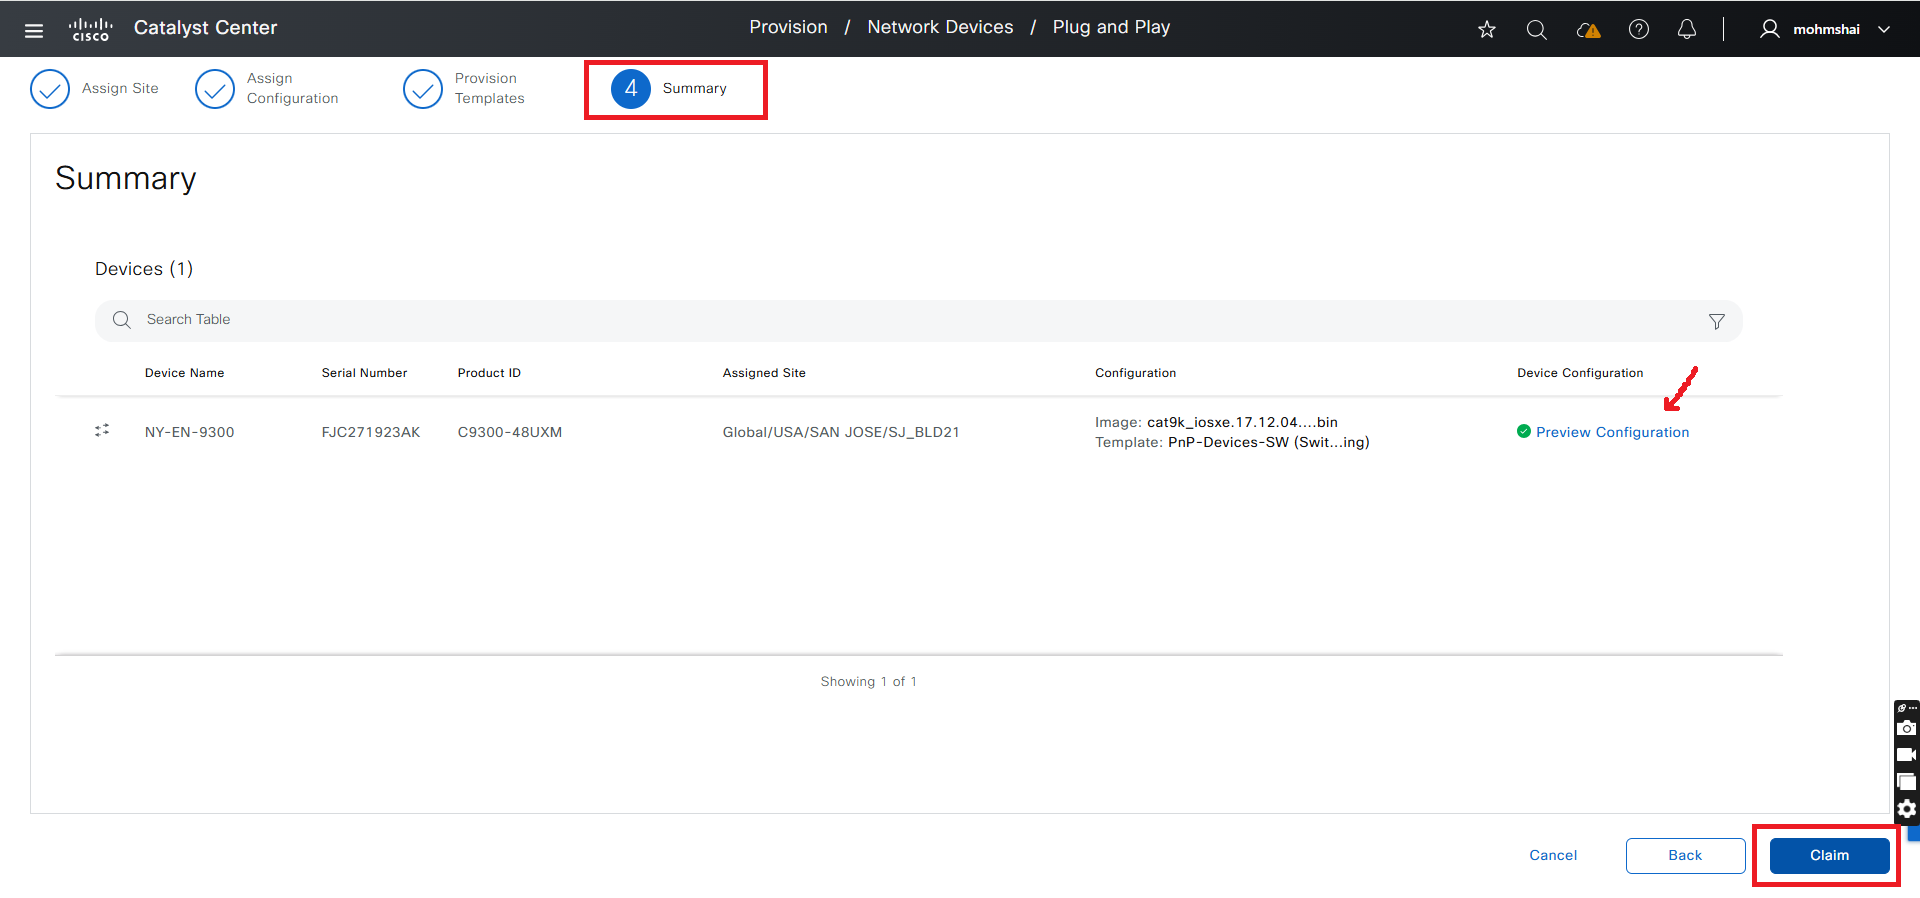 cisco Catalyst Center
Provision / Network Devices / Plug and Play
mohmshai
Assign Site
Assign
Configuration
Provision
Templates
4 Summary
Summary
Devices (1)
Search Table
Device Name Serial Number Product ID Assigned Site Configuration Device Configuration
NY-EN-9300 FJC271923AK C9300-48UXM Global/USA/SAN JOSE/SJ_BLD21
Image: cat9k_iosxe.17.12.04....bin
Template: PnP-Devices-SW (Swit...ing)
Preview Configuration
Showing 1 of 1
Cancel Back Claim